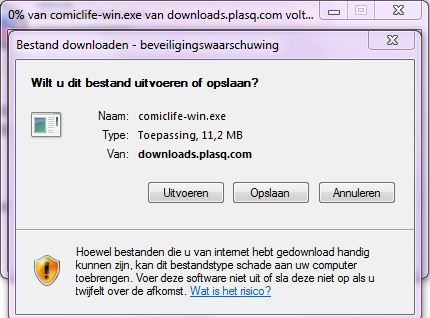 0% van comiclife-win.exe van downloads.plasq.com volt...
Bestand downloaden - beveiligingswaarschuwing
Wilt u dit bestand uitvoeren of opslaan?
Naam: comiclife-win.exe
Type: Toepassing, 11,2 MB
Van: downloads.plasq.com
Uitvoeren Opslaan Annuleren
Hoewel bestanden die u van internet hebt gedownload handig
kunnen zijn, kan dit bestandstype schade aan uw computer
toebrengen. Voer deze software niet uit of sla deze niet op als u
twijfelt over de afkomst. Wat is het risico?